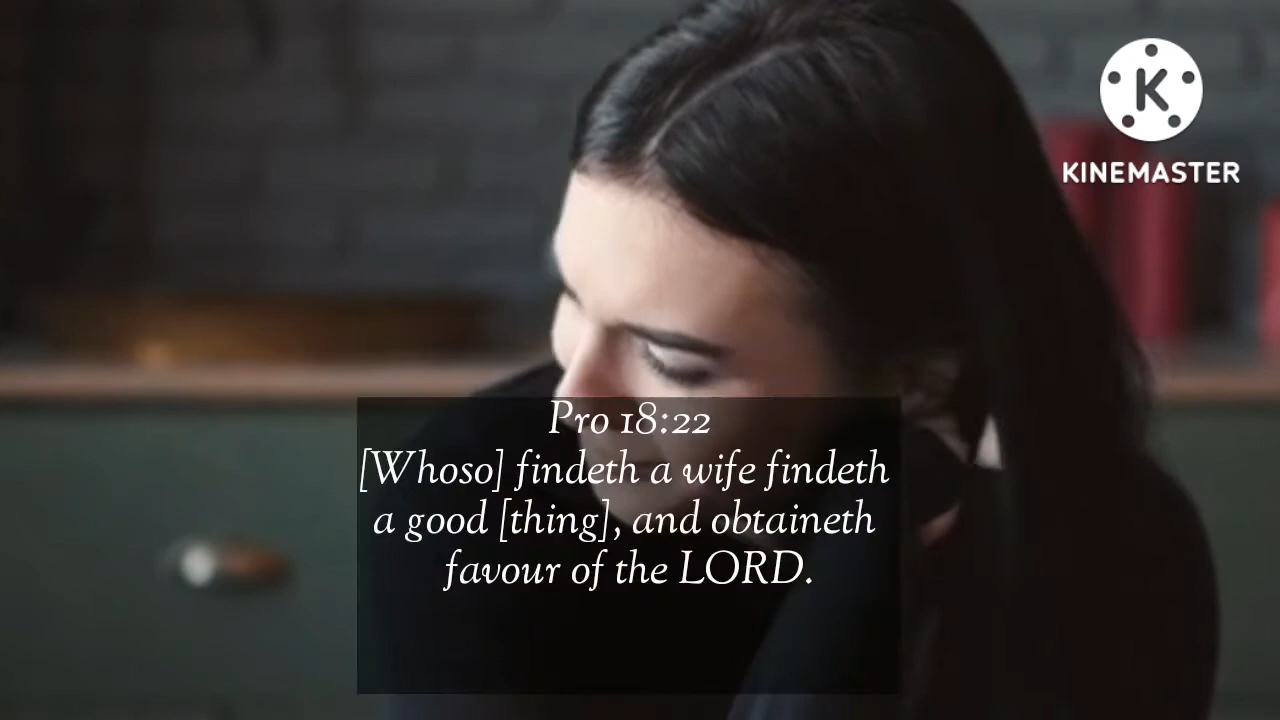 KINEMASTER
Pro 18:22
[Whoso] findeth a wife findeth
a good [thing], and obtaineth
favour of the LORD.